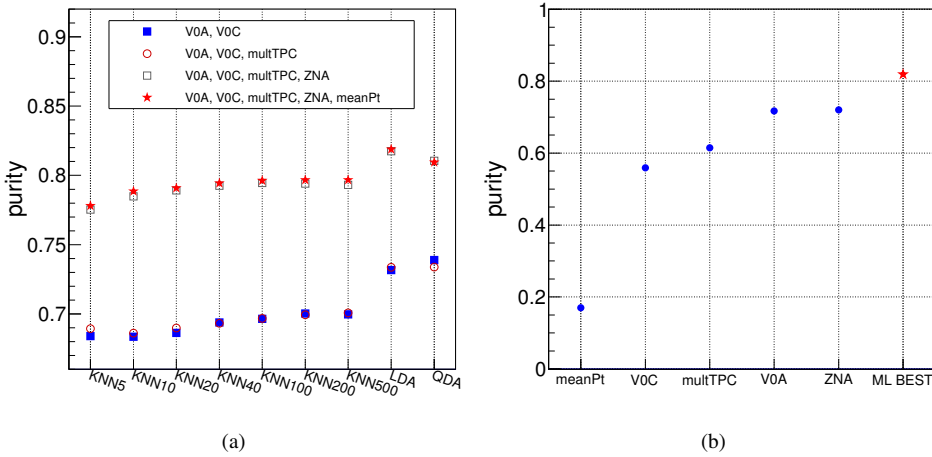 0.9
0.85
0.8
0.75
0.7
purity
V0A, V0C
V0A, V0C, multTPC
V0A, V0C, multTPC, ZNA
V0A, V0C, multTPC, ZNA, meanPt
KNN5 KNN10 KNN20 KNN40 KNN100 KNN200 KNN500 LDA QDA
(a)
1
0.8
0.6
0.4
0.2
0
purity
meanPt V0C multTPC V0A ZNA ML BEST
(b)